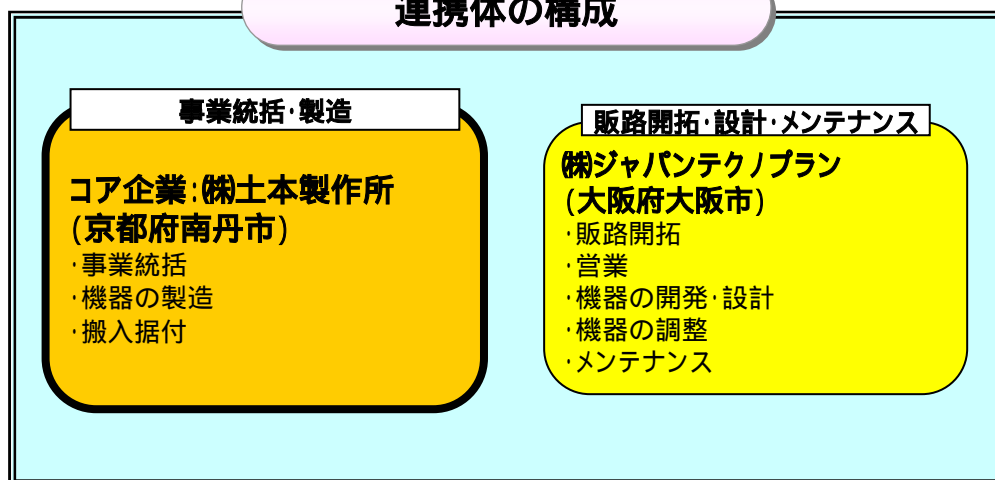 連携体の構成
事業統括・製造
コア企業:㈱土本製作所
(京都府南丹市)
・事業統括
・機器の製造
・搬入据付
販路開拓・設計・メンテナンス
㈱ジャパンテクノプラン
(大阪府大阪市)
・販路開拓
・営業
・機器の開発・設計
・機器の調整
・メンテナンス